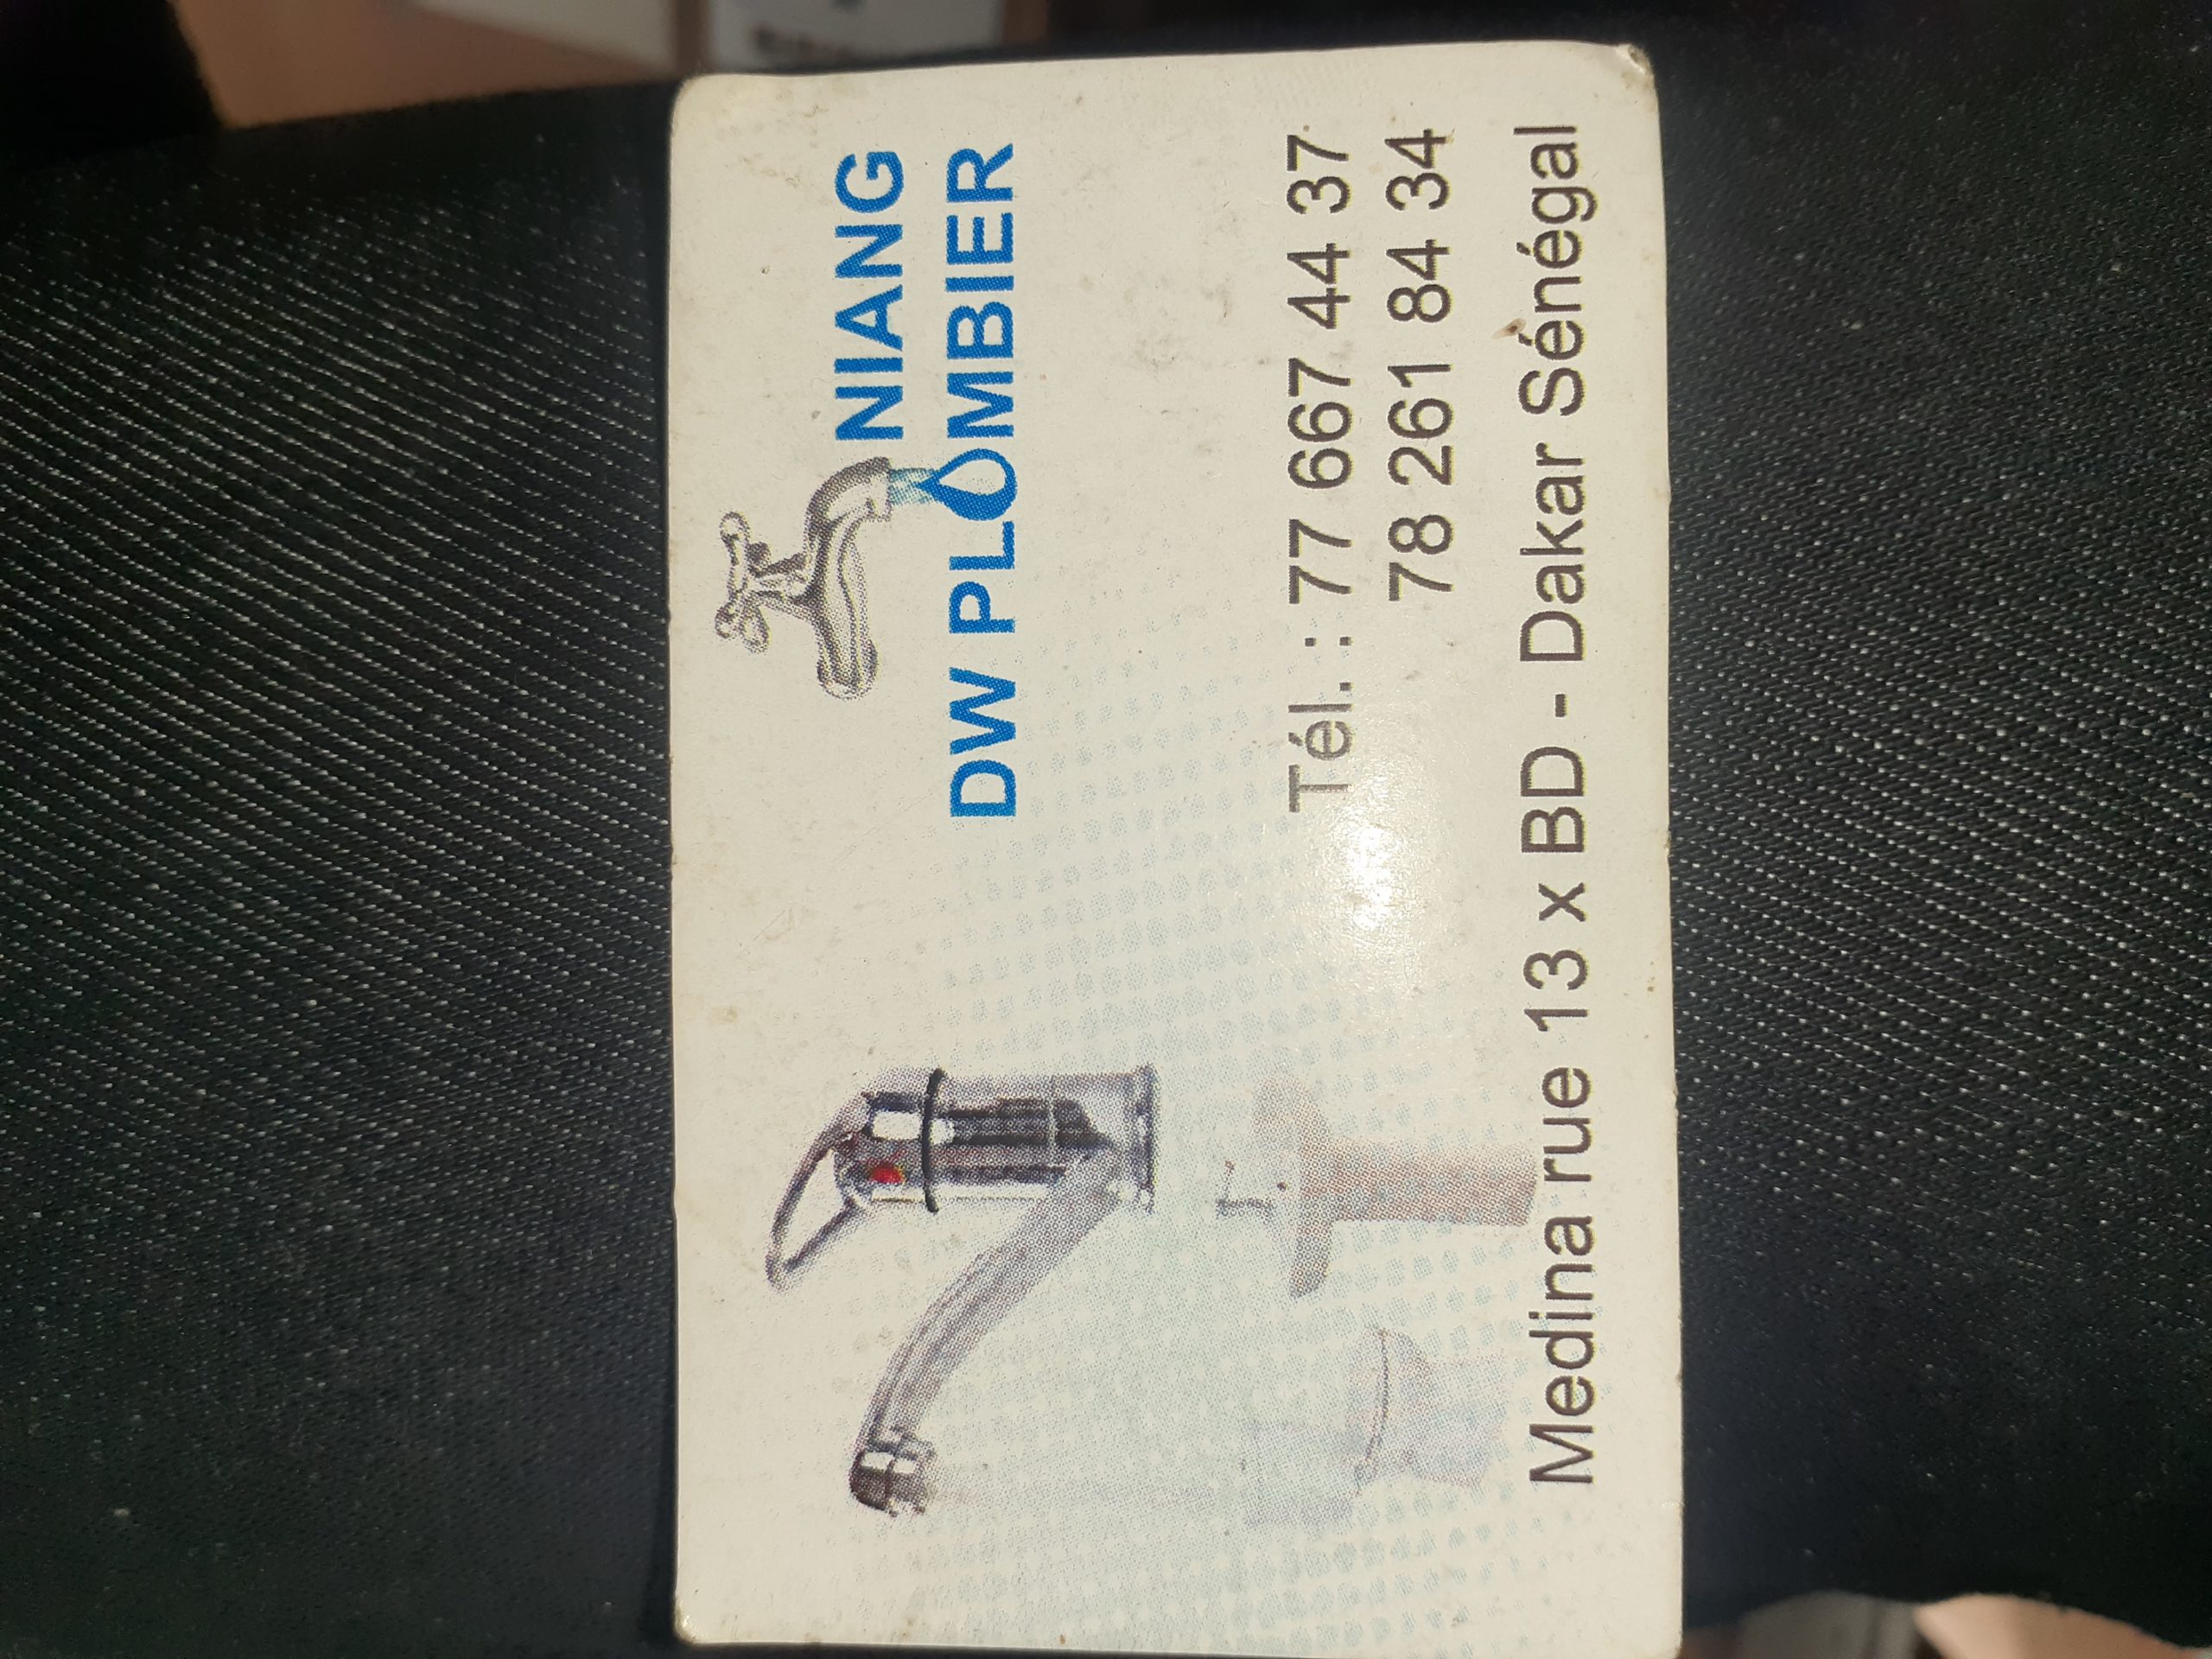 NIANG
DW PLOMBIER
Tél. : 77 667 44 37
78 261 84 34
Medina rue 13 x BD - Dakar Sénégal